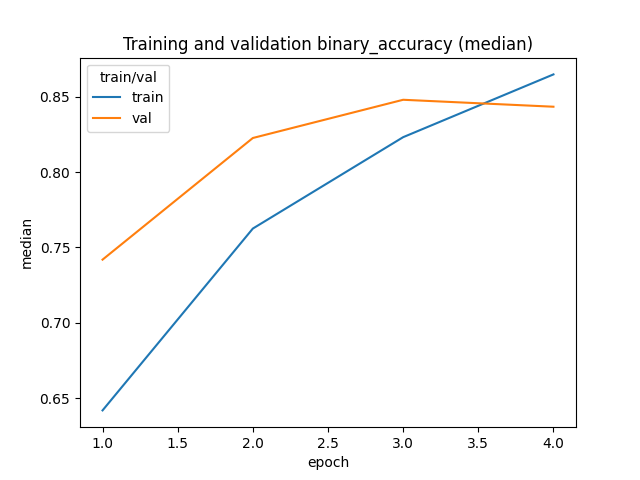 Training and validation binary_accuracy (median)
train/val
train
val
0.85
0.80
0.75
0.70
0.65
median
1.0 1.5 2.0 2.5 3.0 3.5 4.0
epoch